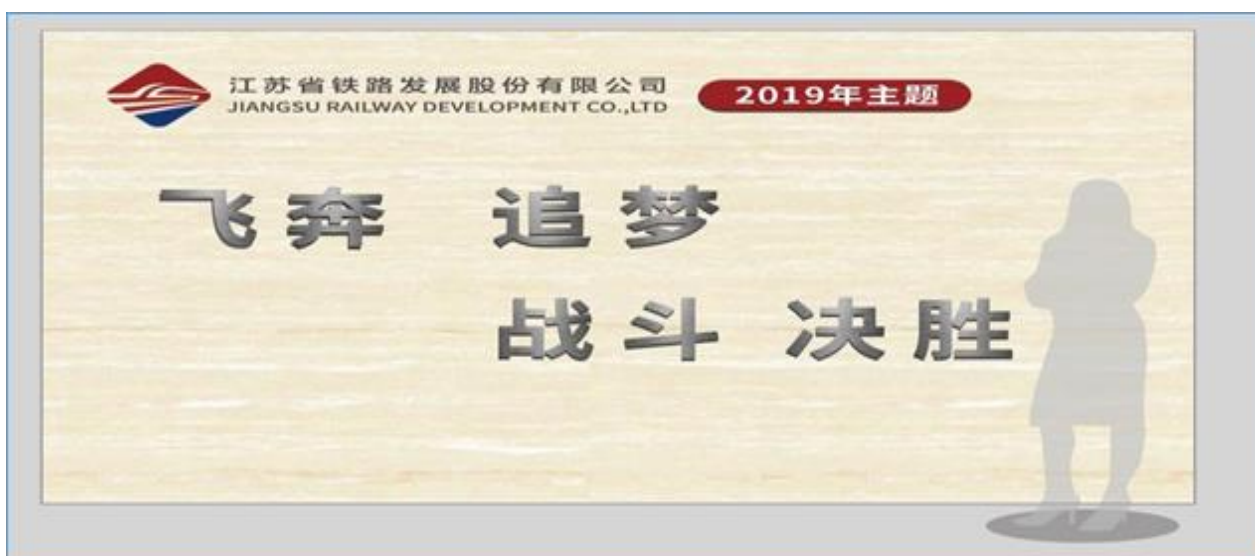 江苏省铁路发展股份有限公司
JIANGSU RAILWAY DEVELOPMENT CO.,LTD
2019年主题
飞奔 追梦
战斗 决胜